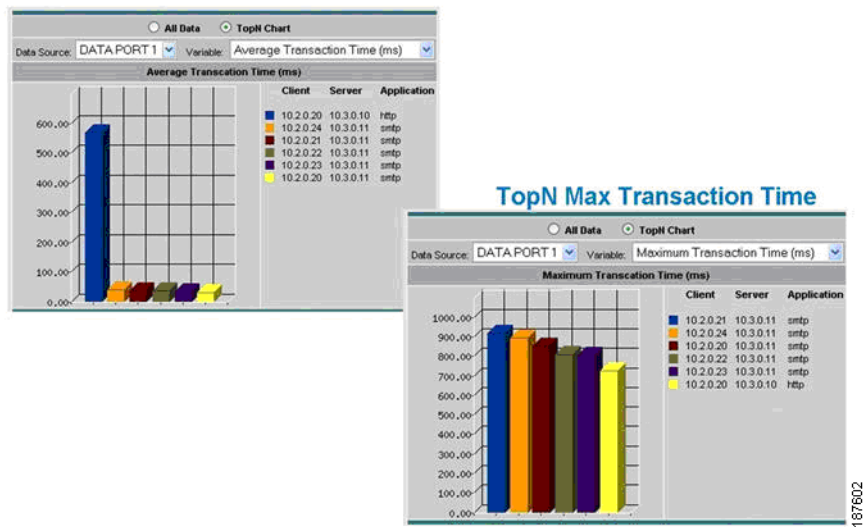 All Data TopN Chart
Data Source: DATA PORT 1 Variable: Average Transaction Time (ms)
Average Transcation Time (ms)
Client Server Application
10.2.0.20 10.3.0.10 http
10.2.0.24 10.3.0.11 smtp
10.2.0.21 10.3.0.11 smtp
10.2.0.22 10.3.0.11 smtp
10.2.0.23 10.3.0.11 smtp
10.2.0.20 10.3.0.11 smtp
600.00
500.00
400.00
300.00
200.00
100.00
0.00
TopN Max Transaction Time
All Data TopN Chart
Data Source: DATA PORT 1 Variable: Maximum Transaction Time (ms)
Maximum Transcation Time (ms)
Client Server Application
10.2.0.21 10.3.0.11 smtp
10.2.0.24 10.3.0.11 smtp
10.2.0.20 10.3.0.11 smtp
10.2.0.22 10.3.0.11 smtp
10.2.0.23 10.3.0.11 smtp
10.2.0.20 10.3.0.10 http
1000.00
900.00
800.00
700.00
600.00
500.00
400.00
300.00
200.00
100.00
0.00
187602